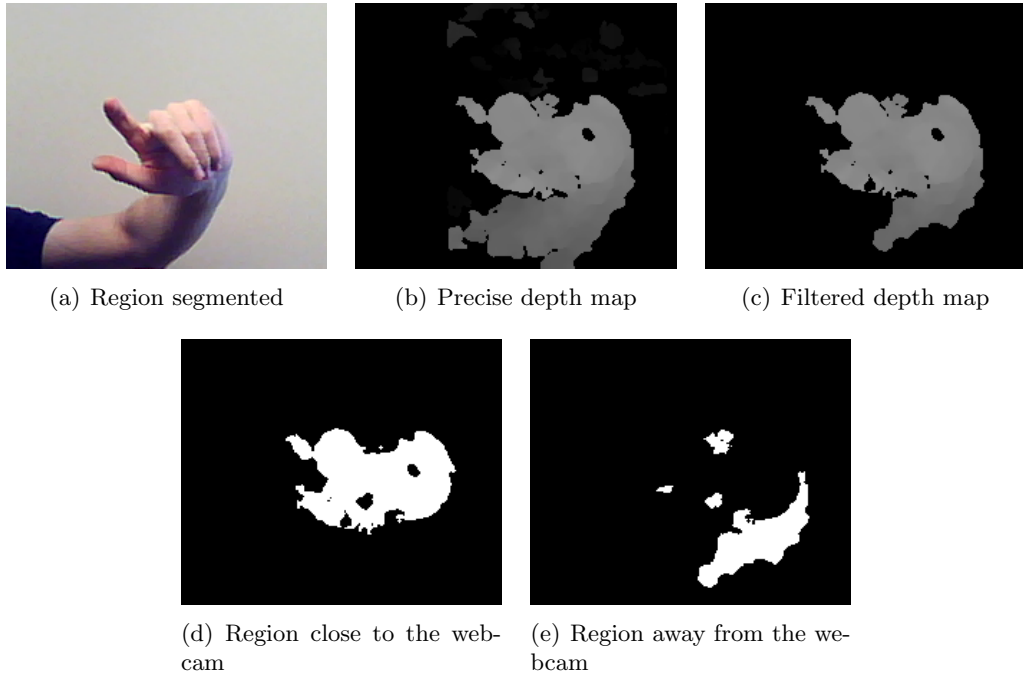 (a) Region segmented
(b) Precise depth map
(c) Filtered depth map
(d) Region close to the web-
cam
(e) Region away from the we-
bcam